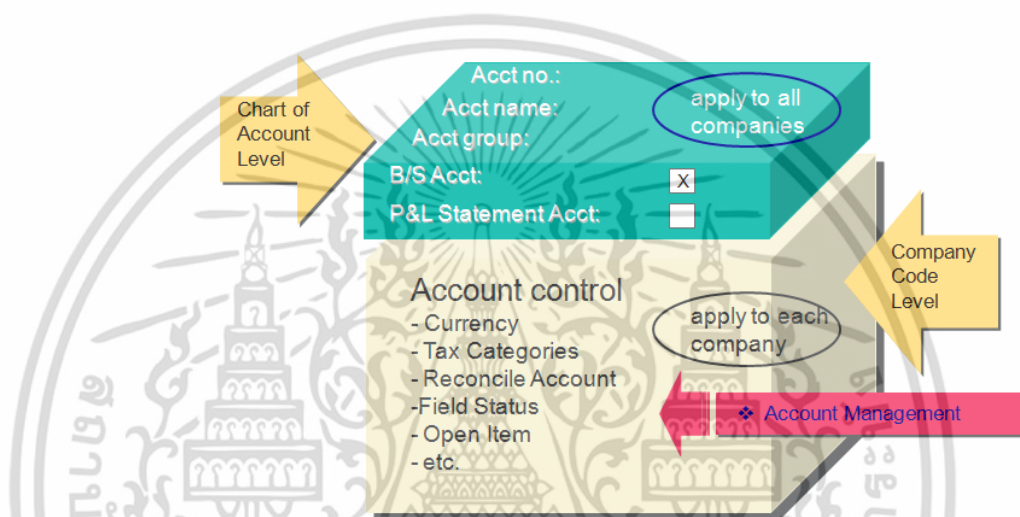 Acct no.:
Acct name:
Acct group:
apply to all
companies
Chart of
Account
Level
B/S Acct:
X
P&L Statement Acct:
Company
Code
Level
Account control
- Currency
- Tax Categories
- Reconcile Account
-Field Status
- Open Item
- etc.
apply to each
company
❖ Account Management